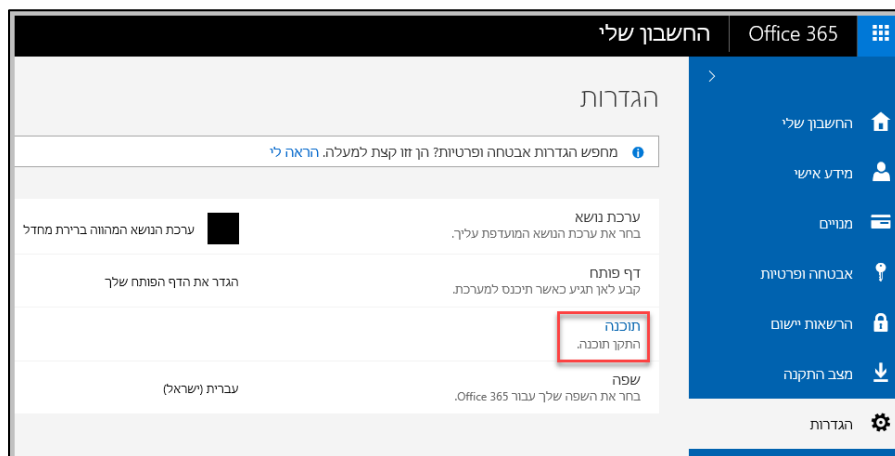 Office 365
החשבון שלי
החשבון שלי
מידע אישי
מנויים
אבטחה ופרטיות
הרשאות יישום
מצב התקנה
הגדרות
הגדרות
מחפש הגדרות אבטחה ופרטיות? הן זזו קצת למעלה. הראה לי
ערכת נושא
בחר את ערכת הנושא המועדפת עליך.
ערכת הנושא המהווה ברירת מחדל
דף פותח
קבע לאן תגיע כאשר תיכנס למערכת.
הגדר את הדף הפותח שלך
תוכנה
התקן תוכנה.
שפה
בחר את השפה שלך עבור Office 365.
עברית (ישראל)